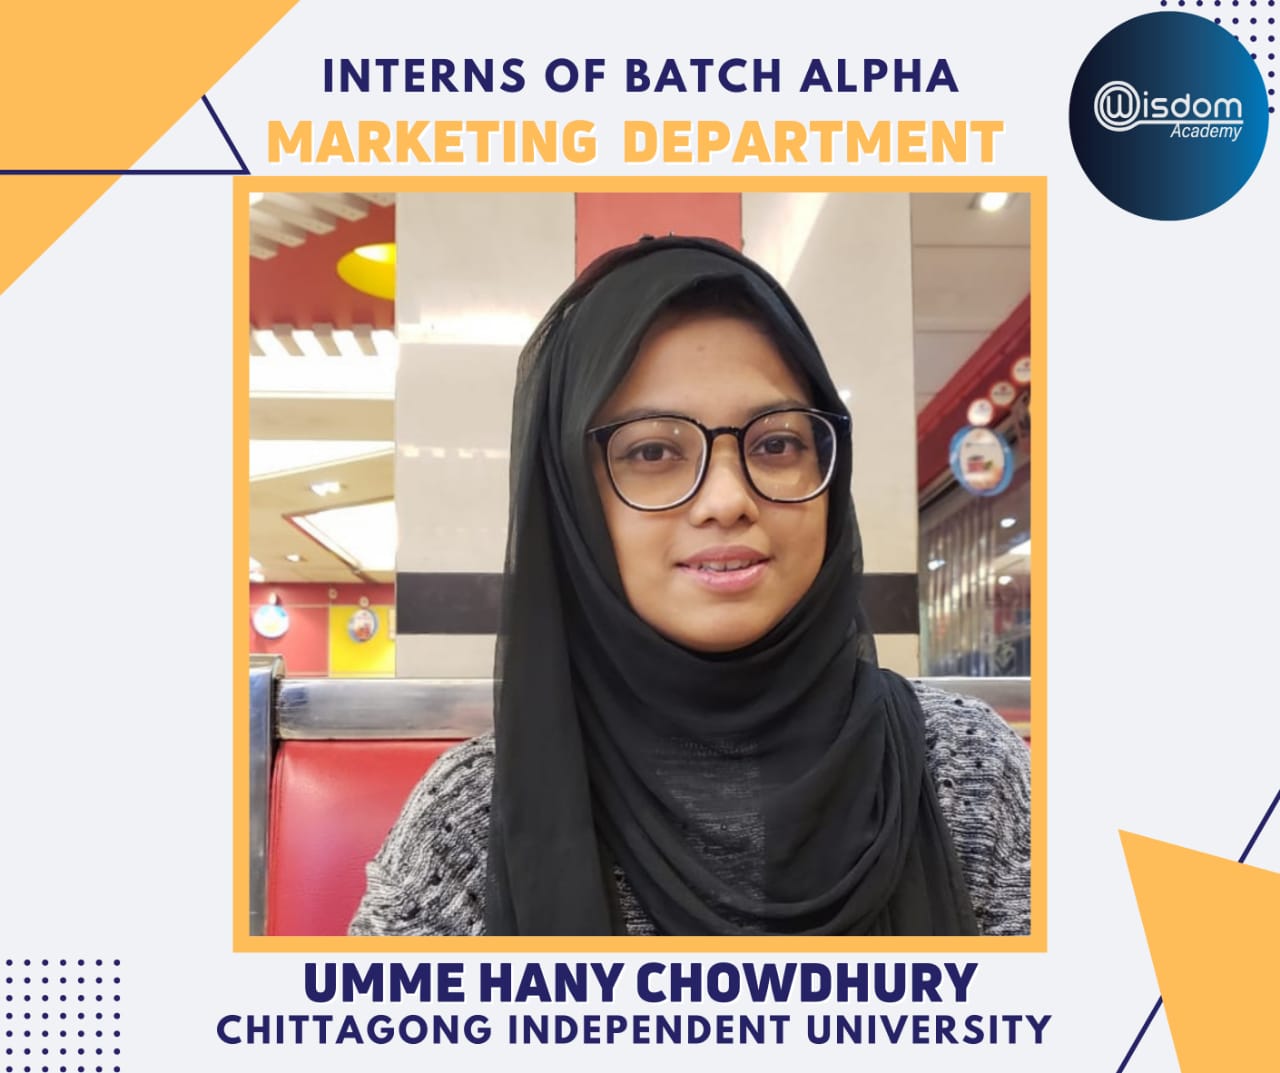 INTERNS OF BATCH ALPHA
MARKETING DEPARTMENT
Wisdom
Academy
UMME HANY CHOWDHURY
CHITTAGONG INDEPENDENT UNIVERSITY